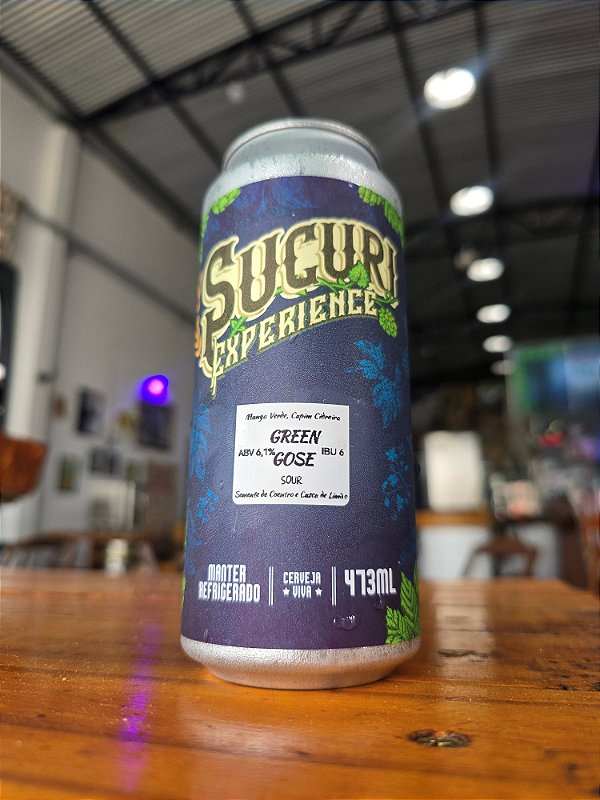 SUCURI
EXPERIENCE
Manga Verde, Capim Cidreira
GREEN
ABV 6,1% GOSE IBU 6
SOUR
Semente de Coentro e Casca de Limão
MANTER REFRIGERADO
CERVEJA VIVA
473ML